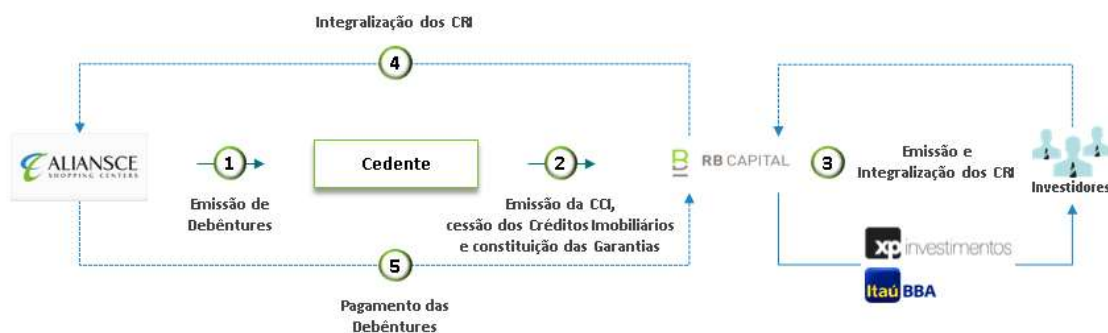 Integralização dos CRI
4
ALIANSCE
SHOPPING CENTERS
1
Emissão de
Debêntures
Cedente
2
Emissão da CCI,
cessão dos Créditos Imobiliários
e constituição das Garantias
RB CAPITAL
3
Emissão e
Integralização dos CRI
Investidores
xp investimentos
Itaú BBA
5
Pagamento das
Debêntures